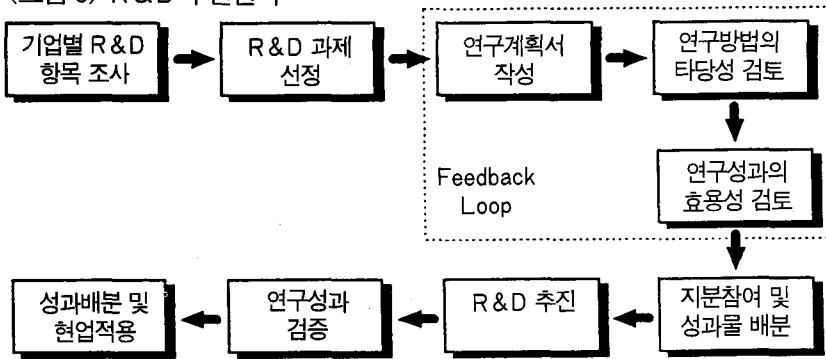 기업별 R&D
항목 조사
R&D 과제
선정
연구계획서
작성
연구방법의
타당성 검토
Feedback
Loop
연구성과의
효용성 검토
지분참여 및
성과물 배분
R&D 추진
연구성과
검증
성과배분 및
현업적용